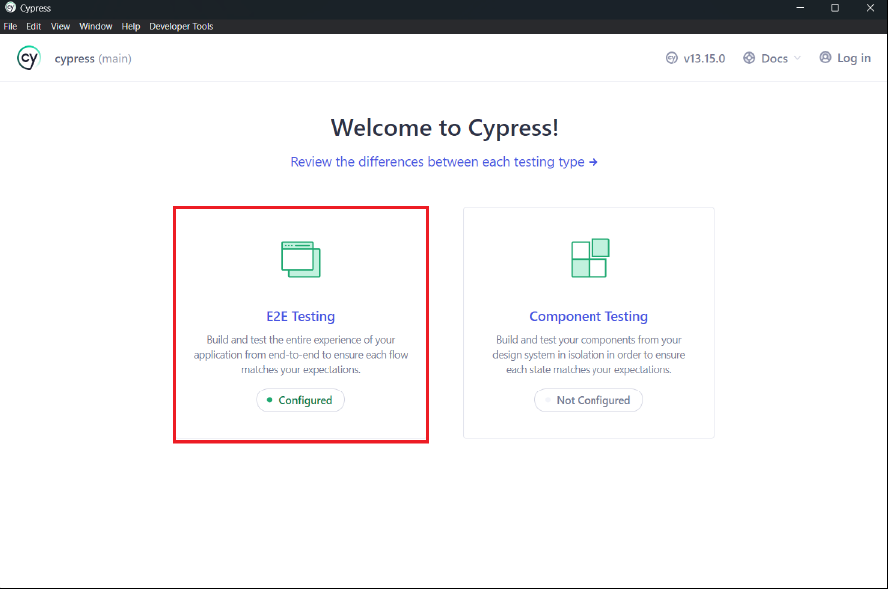 Cypress
File Edit View Window Help Developer Tools
cy cypress (main) cy v13.15.0 Docs Log in
Welcome to Cypress!
Review the differences between each testing type →
E2E Testing
Build and test the entire experience of your
application from end-to-end to ensure each flow
matches your expectations.
Configured
Component Testing
Build and test your components from your
design system in isolation in order to ensure
each state matches your expectations.
Not Configured